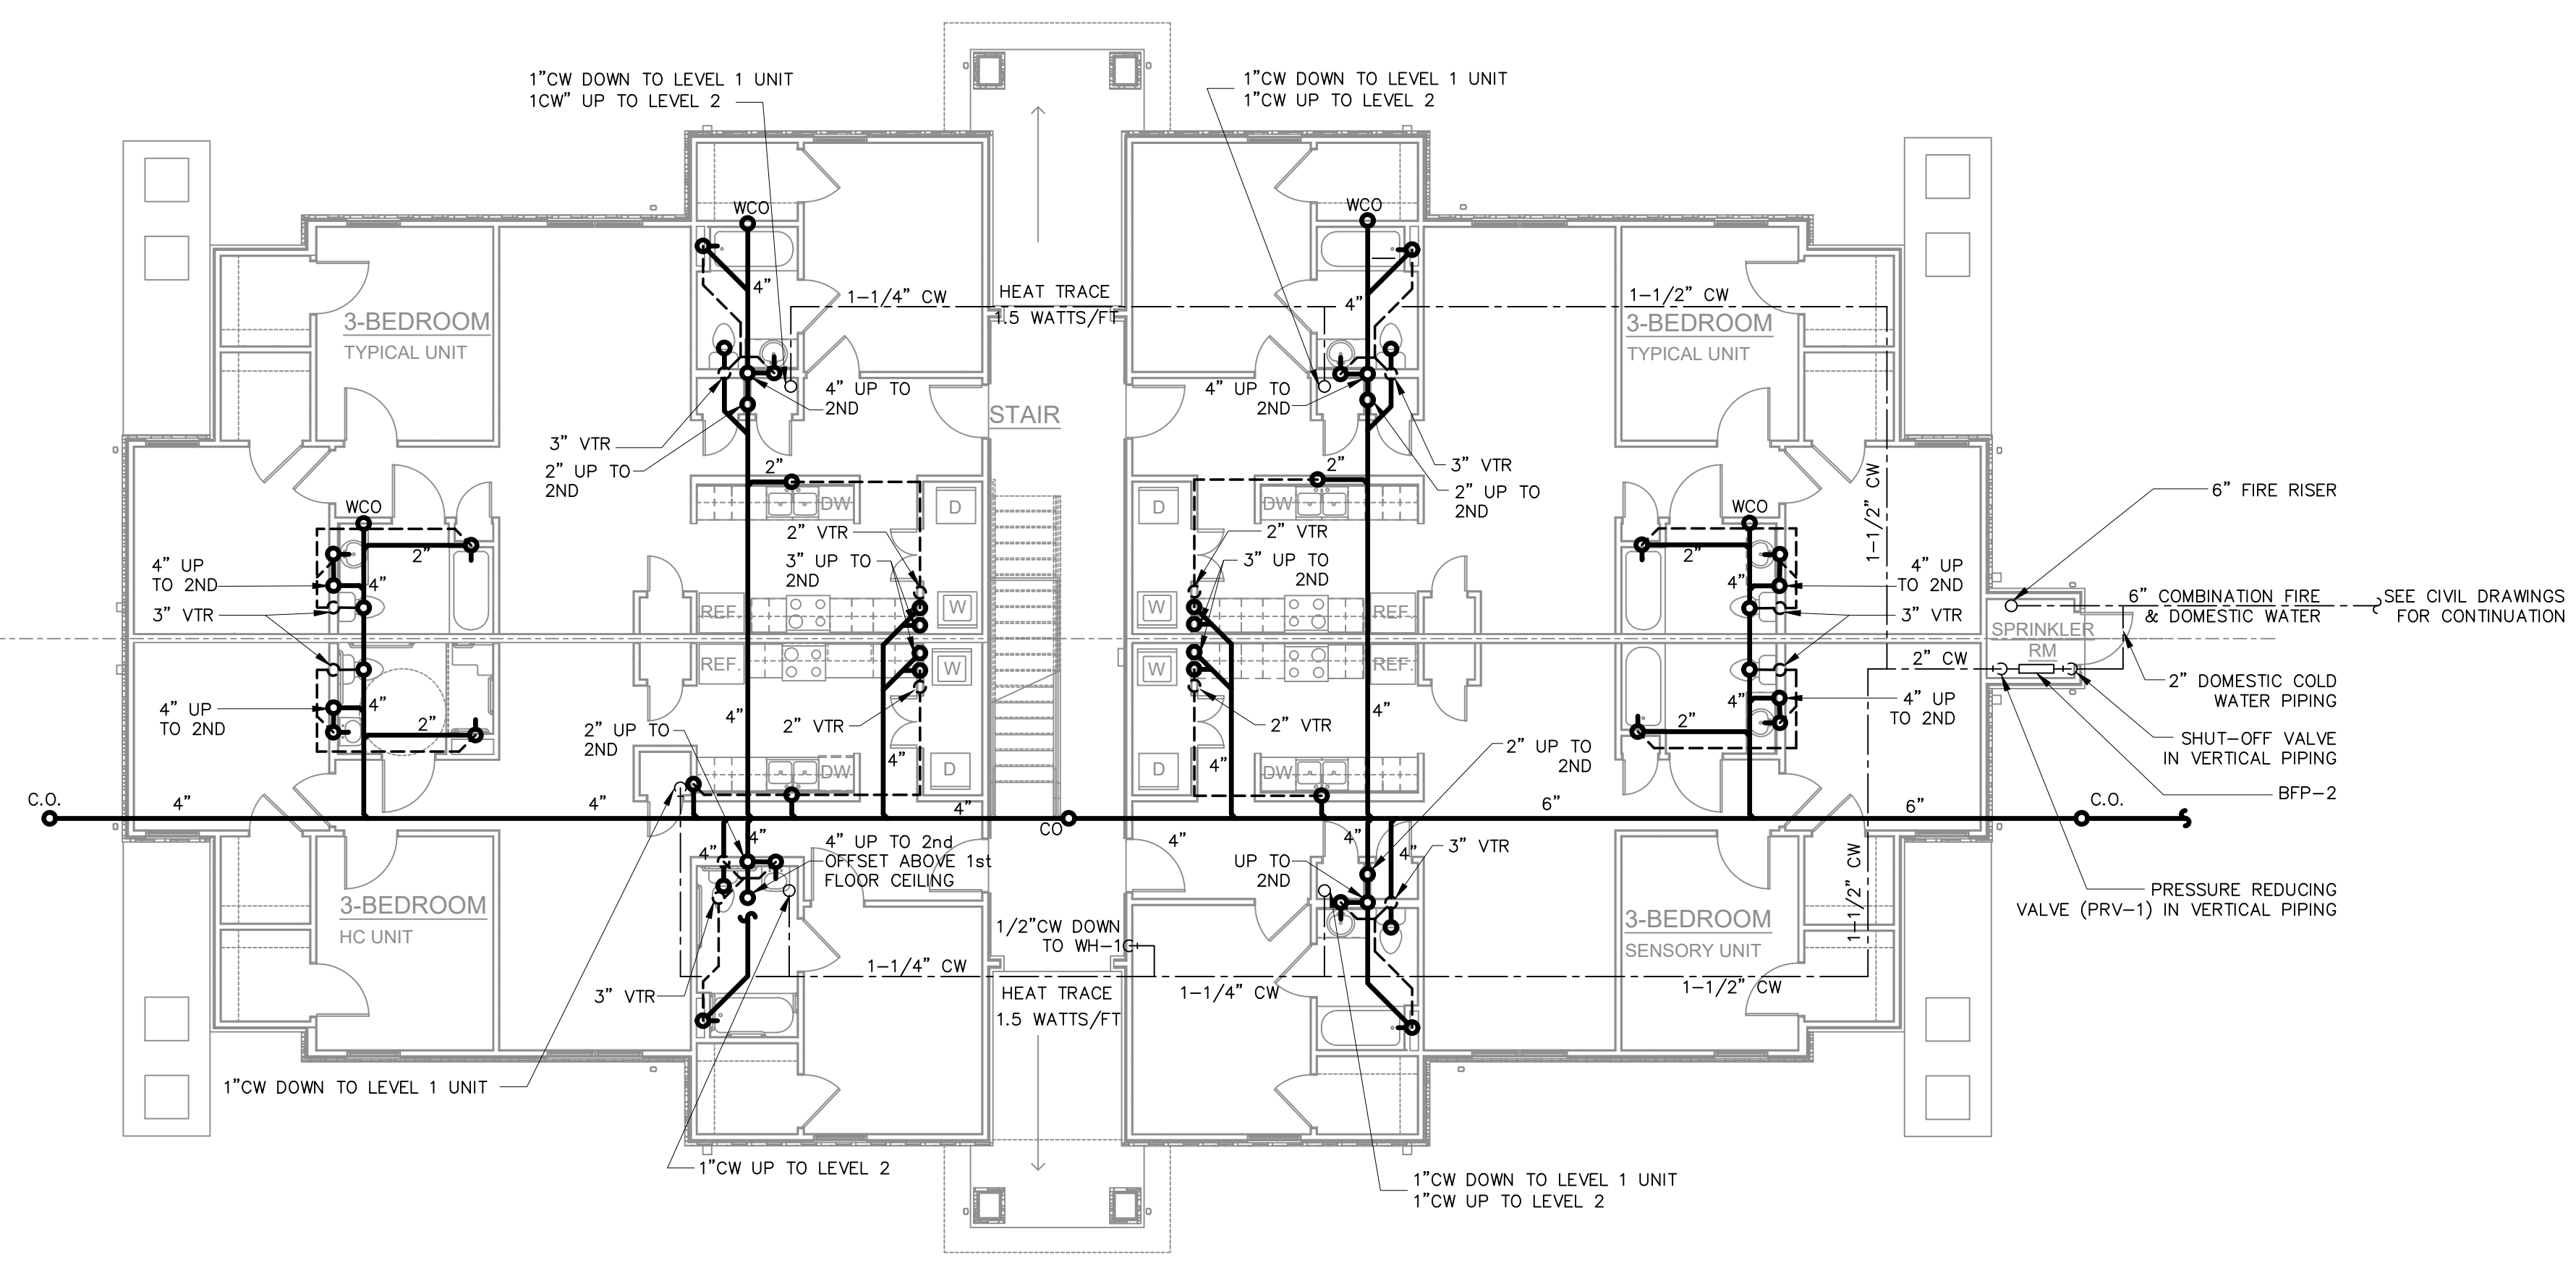 1”CW DOWN TO LEVEL 1 UNIT
1CW” UP TO LEVEL 2
1”CW DOWN TO LEVEL 1 UNIT
1”CW UP TO LEVEL 2
WCO
WCO
4”
4”
1-1/4” CW
HEAT TRACE
1.5 WATTS/FT
1-1/2” CW
3-BEDROOM
TYPICAL UNIT
3-BEDROOM
TYPICAL UNIT
4” UP TO
2ND
4” UP TO
2ND
STAIR
3” VTR
2” UP TO
2ND
3” VTR
2” UP TO
2ND
2”
2”
DW
DW
D
D
1-1/2” CW
6” FIRE RISER
WCO
WCO
2” VTR
2” VTR
3” UP TO
2ND
3” UP TO
2ND
2”
2”
4” UP
TO 2ND
4”
4”
4” UP
TO 2ND
3” VTR
3” VTR
REF.
W
W
REF.
6” COMBINATION FIRE
& DOMESTIC WATER
SEE CIVIL DRAWINGS
FOR CONTINUATION
SPRINKLER
RM
REF.
W
W
REF.
2” CW
2” DOMESTIC COLD
WATER PIPING
4” UP
TO 2ND
4”
2”
4”
2” VTR
2” VTR
4”
2”
4”
4” UP
TO 2ND
2” UP TO
2ND
2” UP TO
2ND
SHUT-OFF VALVE
IN VERTICAL PIPING
BFP-2
DW
D
4”
4”
D
DW
C.O.
4”
4”
4”
CO
6”
6”
C.O.
4”
4”
4” UP TO 2nd
OFFSET ABOVE 1st
FLOOR CEILING
4”
4”
4”
3” VTR
UP TO
2ND
1-1/2” CW
PRESSURE REDUCING
VALVE (PRV-1) IN VERTICAL PIPING
3-BEDROOM
HC UNIT
3-BEDROOM
SENSORY UNIT
1/2”CW DOWN
TO WH-1
1-1/4” CW
3” VTR
HEAT TRACE
1.5 WATTS/FT
1-1/4” CW
1-1/2” CW
1”CW DOWN TO LEVEL 1 UNIT
1”CW UP TO LEVEL 2
1”CW DOWN TO LEVEL 1 UNIT
1”CW UP TO LEVEL 2